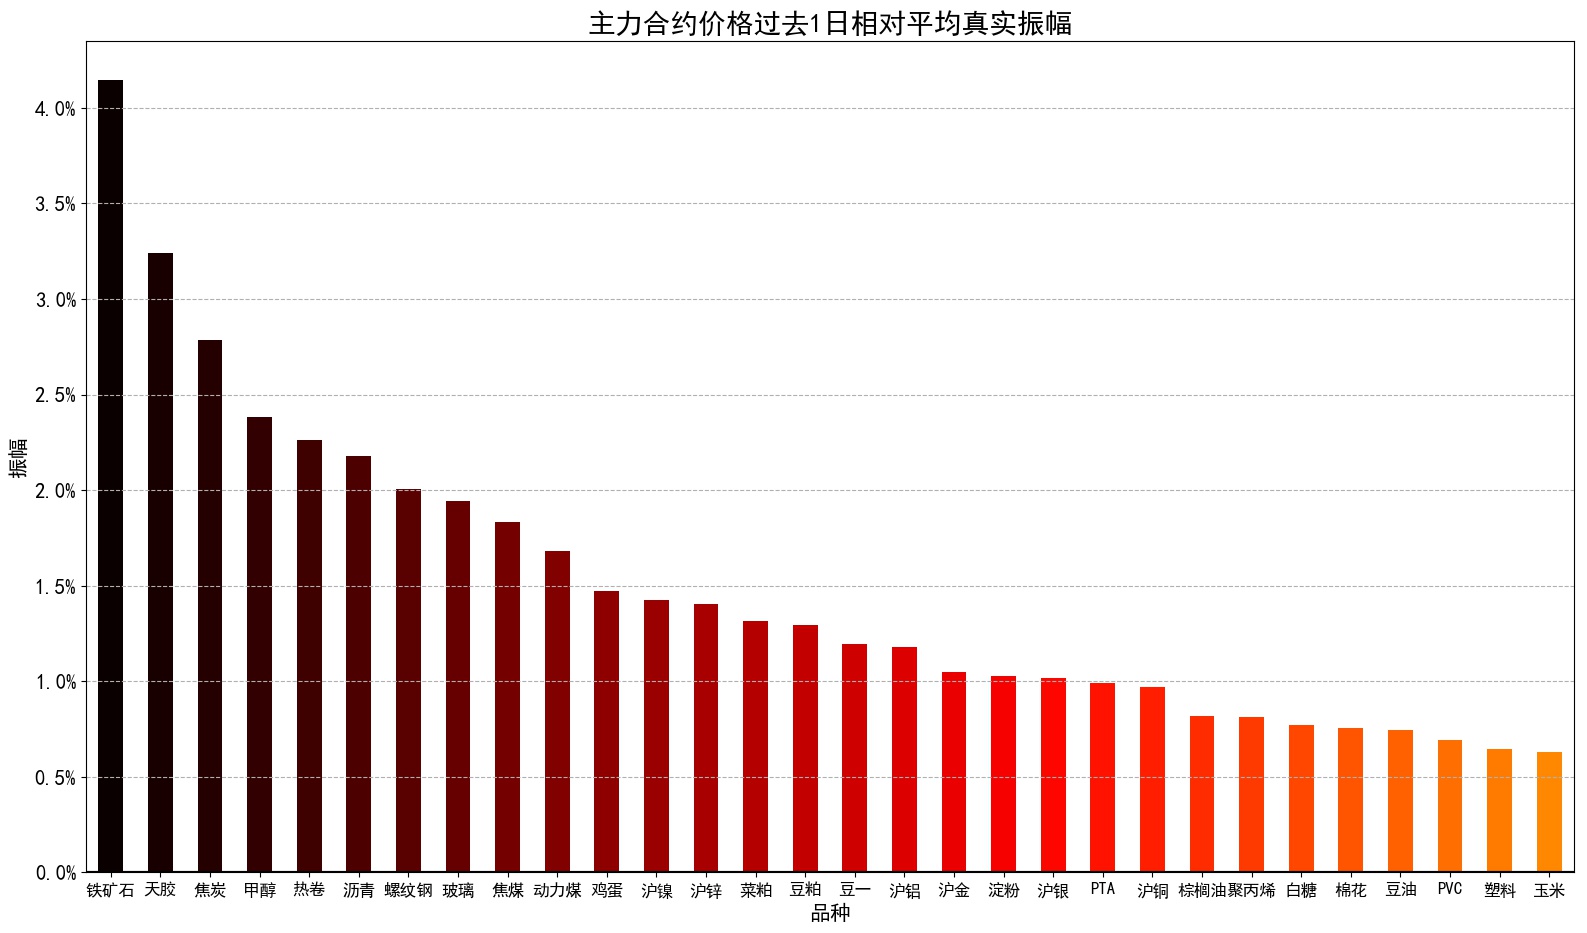 主力合约价格过去1日相对平均真实振幅
振幅
4.0%
3.5%
3.0%
2.5%
2.0%
1.5%
1.0%
0.5%
0.0%
铁矿石 天胶 焦炭 甲醇 热卷 沥青 螺纹钢 玻璃 焦煤 动力煤 鸡蛋 沪镍 沪锌 菜粕 豆粕 豆一 沪铝 沪金 淀粉 沪银 PTA 沪铜 棕榈油 聚丙烯 白糖 棉花 豆油 PVC 塑料 玉米
品种